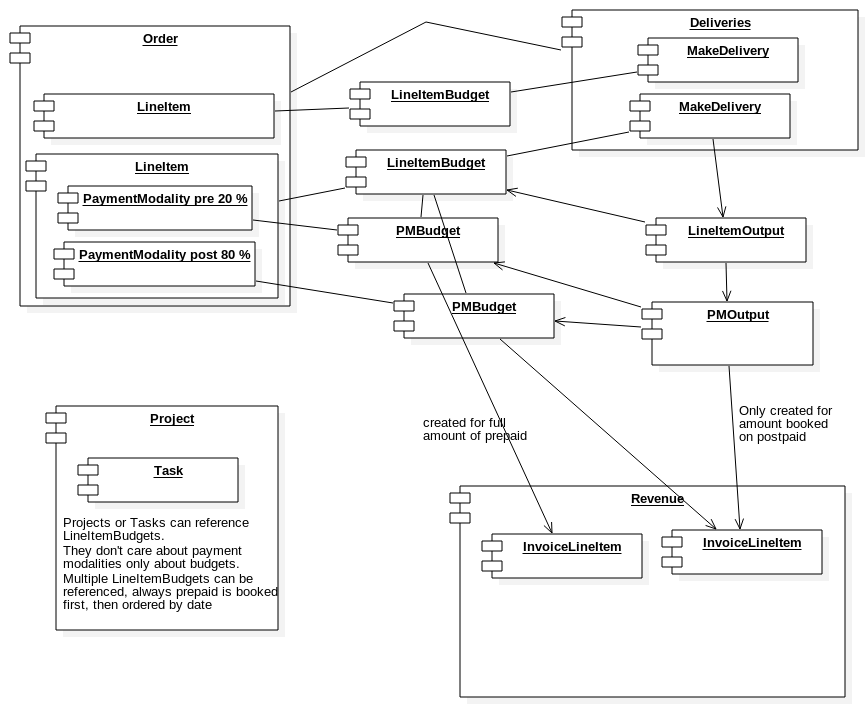 Order
Deliveries
MakeDelivery
LineItemBudget
LineItem
MakeDelivery
LineItemBudget
LineItem
PaymentModality pre 20 %
PMBudget
LineItemOutput
PaymentModality post 80 %
PMBudget
PMOutput
Project
Task
Projects or Tasks can reference
LineItemBudgets.
They don't care about payment
modalities only about budgets.
Multiple LineItemBudgets can be
referenced, always prepaid is booked
first, then ordered by date
created for full
amount of prepaid
Only created for
amount booked
on postpaid
Revenue
InvoiceLineItem
InvoiceLineItem